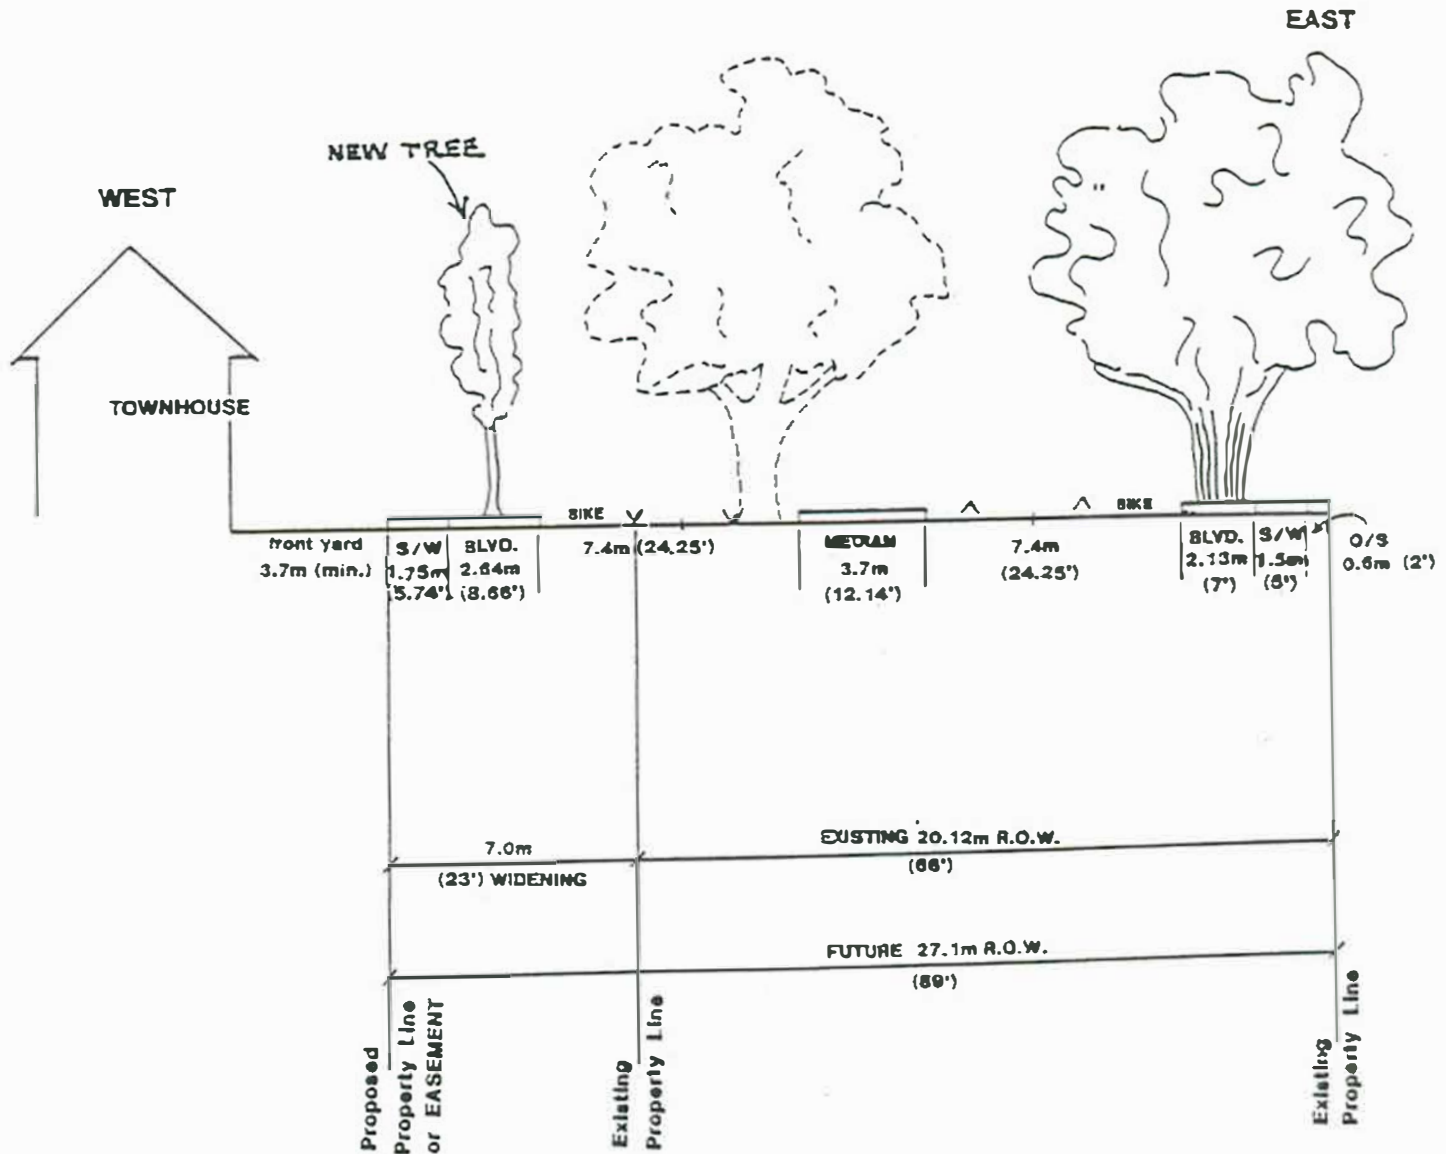 EAST
NEW TREE
WEST
TOWNHOUSE
BIKE
BIKE
front yard
3.7m (min.)
S/W
1.75m
(5.74')
BLVD.
2.64m
(8.66')
7.4m (24.25')
MEDIAN
3.7m
(12.14')
7.4m
(24.25')
BLVD.
2.13m
(7')
S/W
1.5m
(5')
O/S
0.6m (2')
7.0m
(23') WIDENING
EXISTING 20.12m R.O.W.
(66')
FUTURE 27.1m R.O.W.
(89')
Proposed
Property Line
or EASEMENT
Existing
Property Line
Existing
Property Line